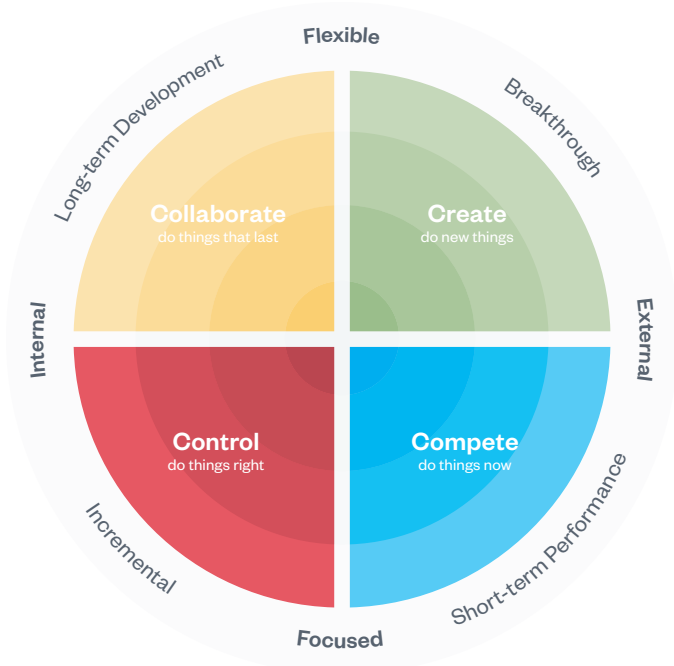 Flexible
Long-term Development
Breakthrough
Collaborate
do things that last
Create
do new things
Internal
External
Control
do things right
Compete
do things now
Incremental
Short-term Performance
Focused